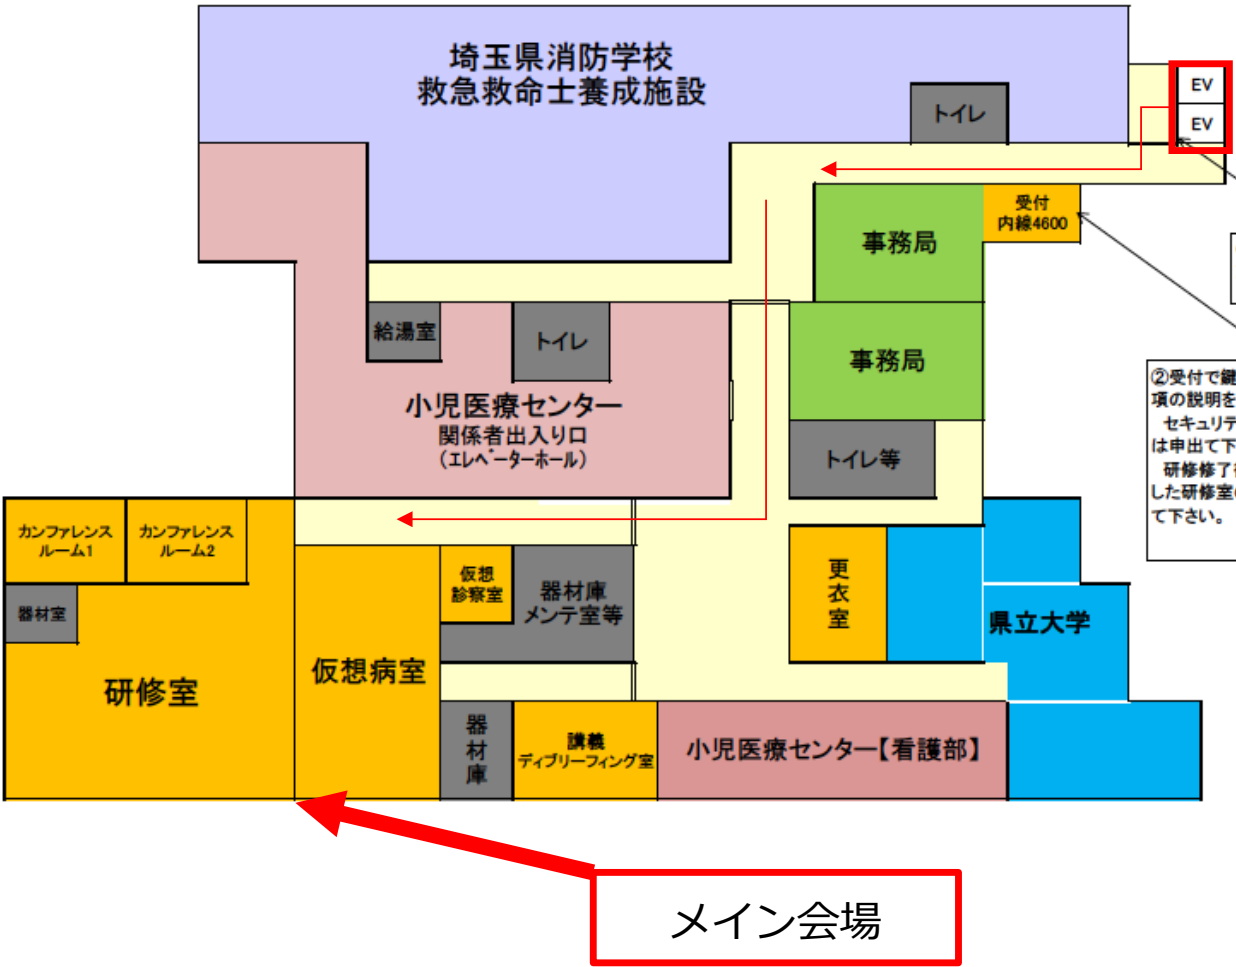 埼玉県消防学校
救急救命士養成施設
トイレ
EV
EV
受付
内線4600
事務局
給湯室
トイレ
事務局
小児医療センター
関係者出入り口
(エレベーターホール)
トイレ等
②受付で鍵
項の説明を
セキュリテ
は申出て下
研修修了
した研修室
て下さい。
カンファレンス
ルーム1
カンファレンス
ルーム2
器材室
研修室
仮想病室
仮想
診察室
器材庫
メンテ室等
更
衣
室
県立大学
器
材
庫
講義
ディブリーフィング室
小児医療センター【看護部】
メイン会場